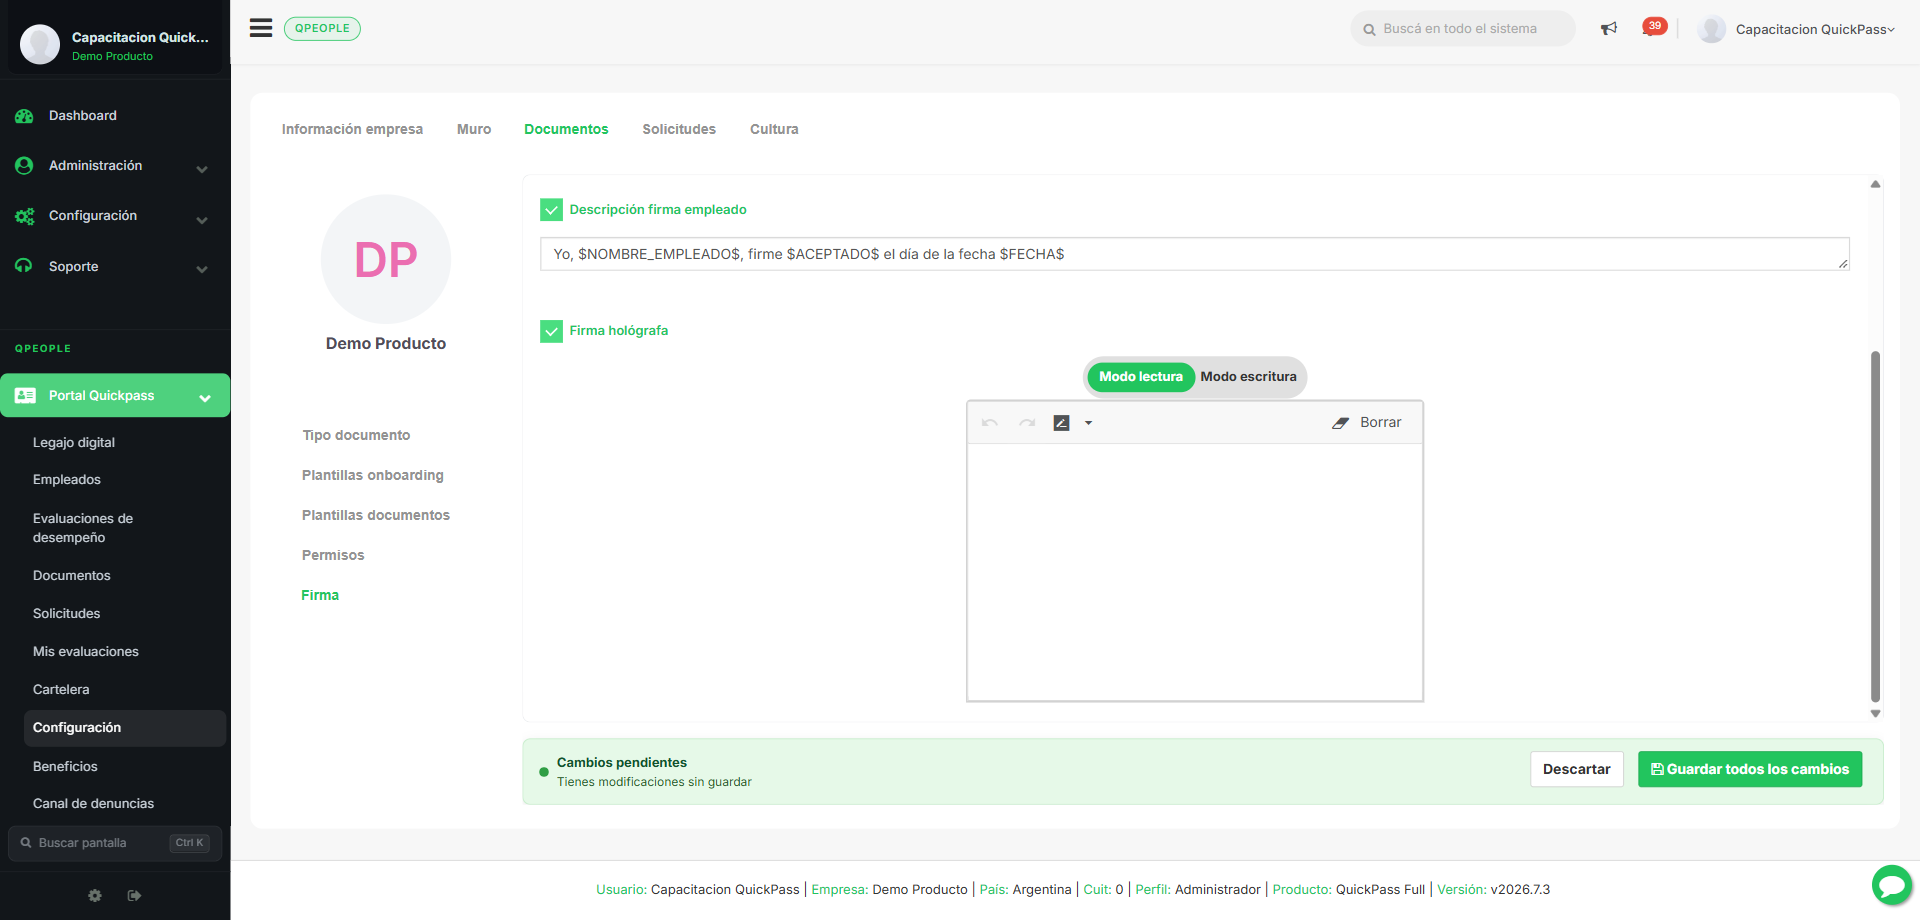 Capacitacion Quick...
Demo Producto
QPEOPLE
Buscá en todo el sistema
39
Capacitacion QuickPass
Dashboard
Administración
Configuración
Soporte
QPEOPLE
Portal Quickpass
Legajo digital
Empleados
Evaluaciones de
desempeño
Documentos
Solicitudes
Mis evaluaciones
Cartelera
Configuración
Beneficios
Canal de denuncias
Buscar pantalla
Ctrl K
Información empresa
Muro
Documentos
Solicitudes
Cultura
DP
Demo Producto
Tipo documento
Plantillas onboarding
Plantillas documentos
Permisos
Firma
Descripción firma empleado
Yo, $NOMBRE_EMPLEADO$, firme $ACEPTADO$ el día de la fecha $FECHA$
Firma hológrafa
Modo lectura
Modo escritura
Borrar
Cambios pendientes
Tienes modificaciones sin guardar
Descartar
Guardar todos los cambios
Usuario: Capacitacion QuickPass | Empresa: Demo Producto | País: Argentina | Cuit: 0 | Perfil: Administrador | Producto: QuickPass Full | Versión: v2026.7.3